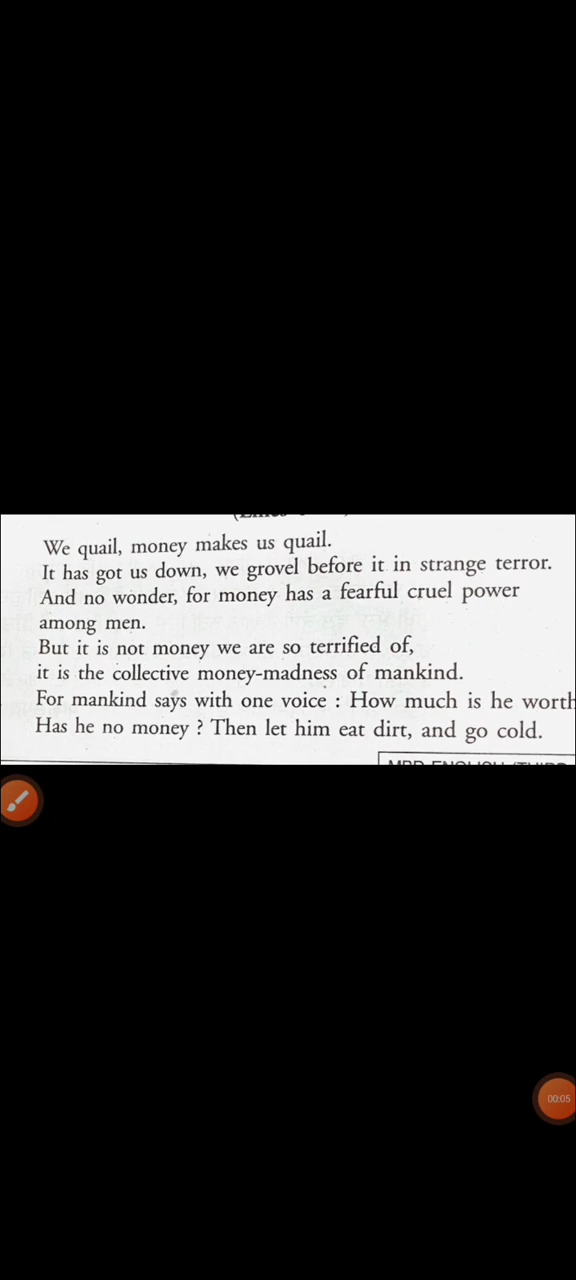 We quail, money makes us quail.
It has got us down, we grovel before it in strange terror.
And no wonder, for money has a fearful cruel power
among men.
But it is not money we are so terrified of,
it is the collective money-madness of mankind.
For mankind says with one voice : How much is he worth
Has he no money ? Then let him eat dirt, and go cold.
00:05